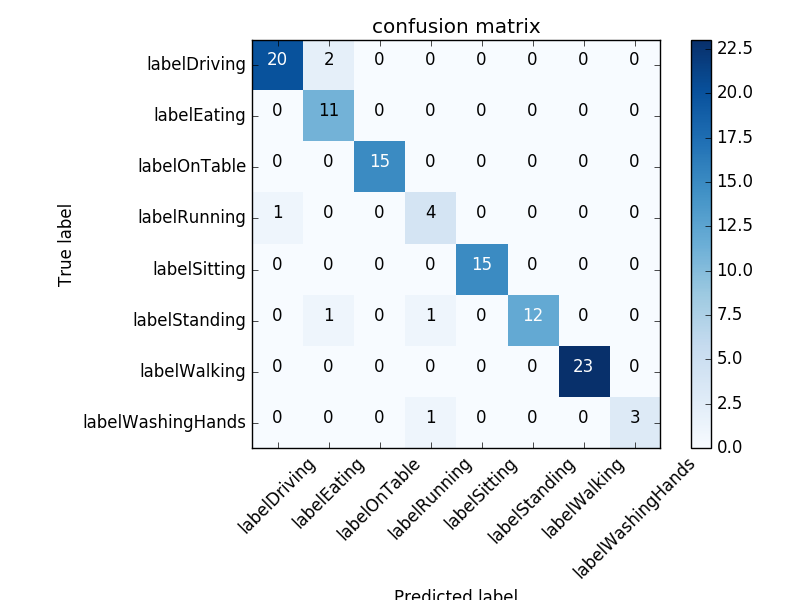 confusion matrix
labelDriving 20 2 0 0 0 0 0 0
labelEating 0 11 0 0 0 0 0 0
labelOnTable 0 0 15 0 0 0 0 0
labelRunning 1 0 0 4 0 0 0 0
labelSitting 0 0 0 0 15 0 0 0
labelStanding 0 1 0 1 0 12 0 0
labelWalking 0 0 0 0 0 0 23 0
labelWashingHands 0 0 0 1 0 0 0 3
True label
labelDriving
labelEating
labelOnTable
labelRunning
labelSitting
labelStanding
labelWalking
labelWashingHands
Predicted label
22.5
20.0
17.5
15.0
12.5
10.0
7.5
5.0
2.5
0.0